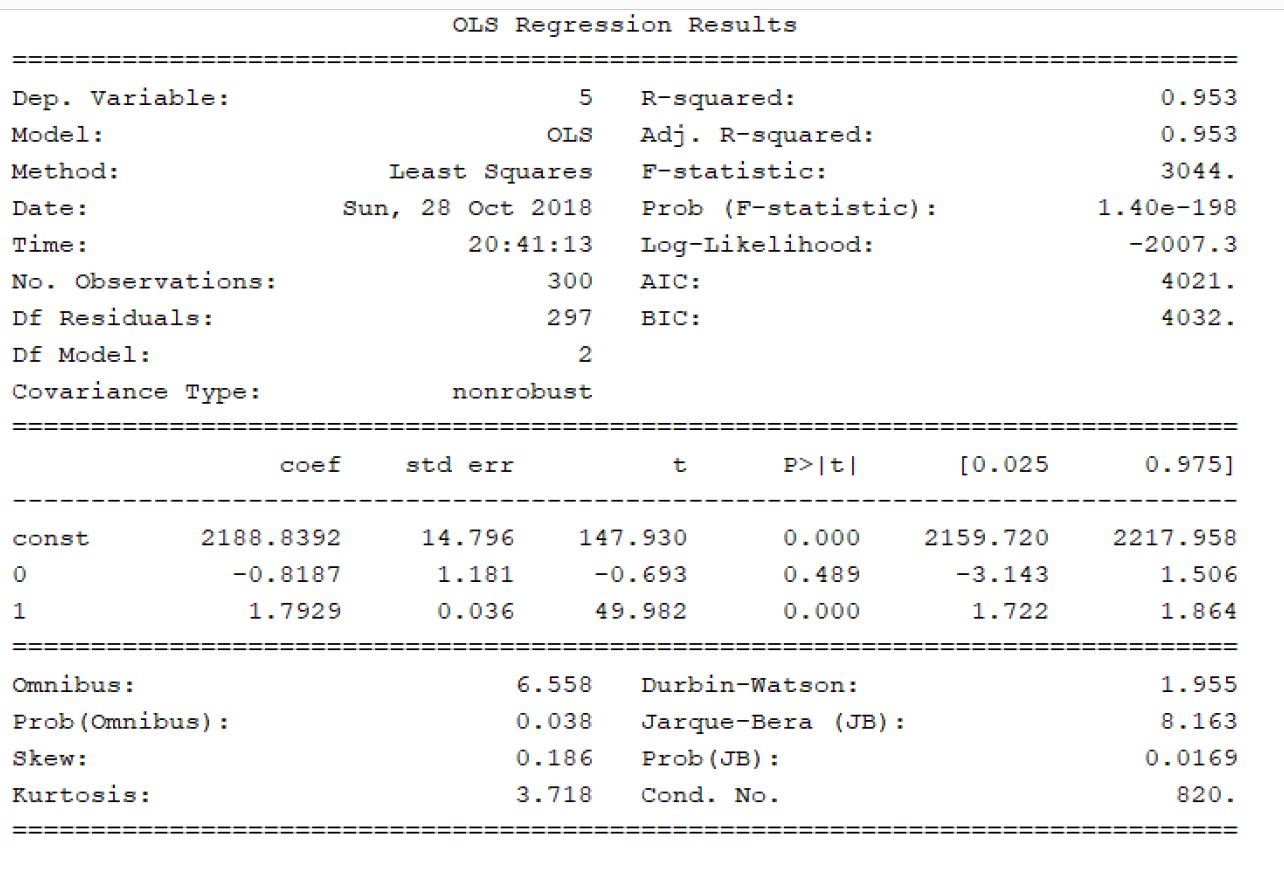 OLS Regression Results
==============================================================================
Dep. Variable:                      5   R-squared:                       0.953
Model:                            OLS   Adj. R-squared:                  0.953
Method:                 Least Squares   F-statistic:                     3044.
Date:                Sun, 28 Oct 2018   Prob (F-statistic):          1.40e-198
Time:                        20:41:13   Log-Likelihood:                -2007.3
No. Observations:                 300   AIC:                             4021.
Df Residuals:                     297   BIC:                             4032.
Df Model:                           2
Covariance Type:            nonrobust
==============================================================================
                 coef    std err          t      P>|t|      [0.025      0.975]
------------------------------------------------------------------------------
const       2188.8392     14.796    147.930      0.000    2159.720    2217.958
0             -0.8187      1.181     -0.693      0.489      -3.143       1.506
1              1.7929      0.036     49.982      0.000       1.722       1.864
==============================================================================
Omnibus:                        6.558   Durbin-Watson:                   1.955
Prob(Omnibus):                  0.038   Jarque-Bera (JB):                8.163
Skew:                           0.186   Prob(JB):                       0.0169
Kurtosis:                       3.718   Cond. No.                         820.
==============================================================================